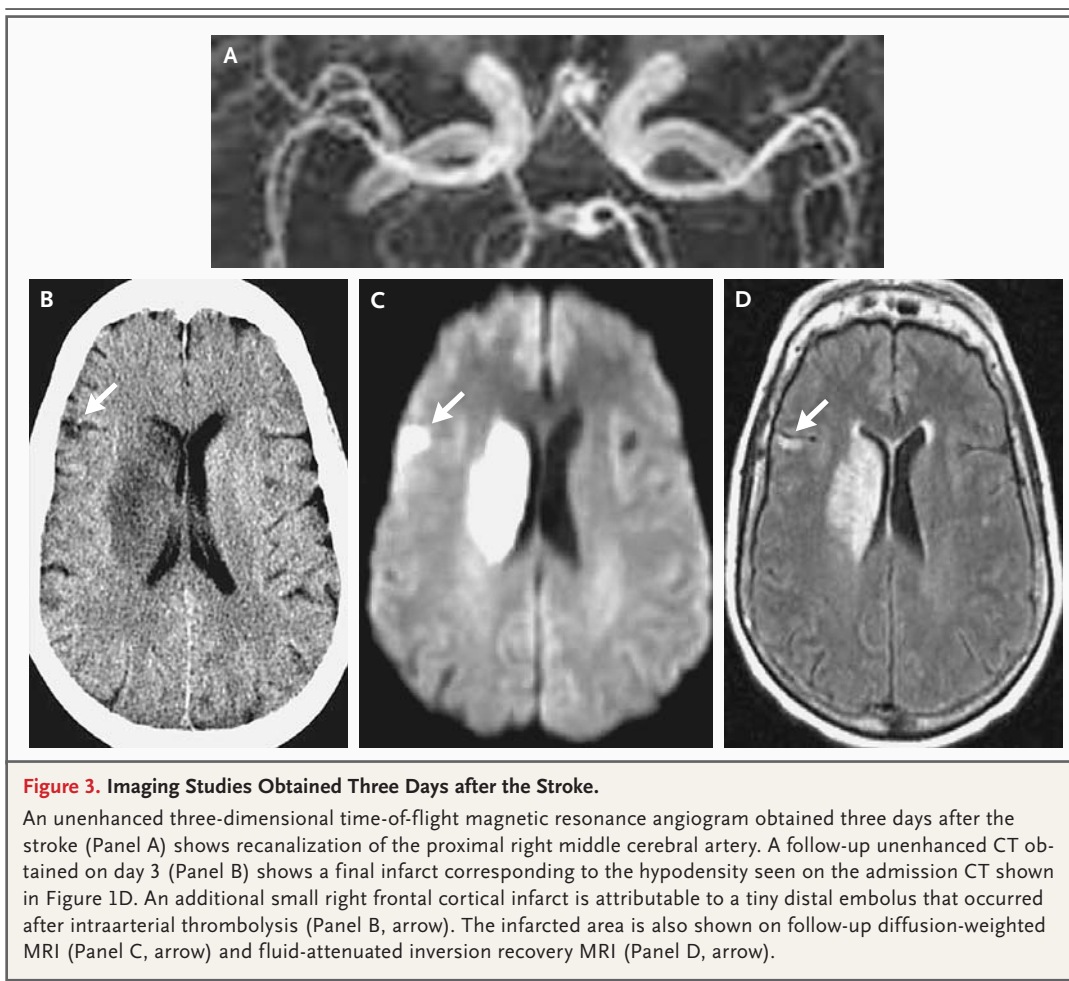 A
B
C
D
Figure 3. Imaging Studies Obtained Three Days after the Stroke.
An unenhanced three-dimensional time-of-flight magnetic resonance angiogram obtained three days after the
stroke (Panel A) shows recanalization of the proximal right middle cerebral artery. A follow-up unenhanced CT ob-
tained on day 3 (Panel B) shows a final infarct corresponding to the hypodensity seen on the admission CT shown
in Figure 1D. An additional small right frontal cortical infarct is attributable to a tiny distal embolus that occurred
after intraarterial thrombolysis (Panel B, arrow). The infarcted area is also shown on follow-up diffusion-weighted
MRI (Panel C, arrow) and fluid-attenuated inversion recovery MRI (Panel D, arrow).